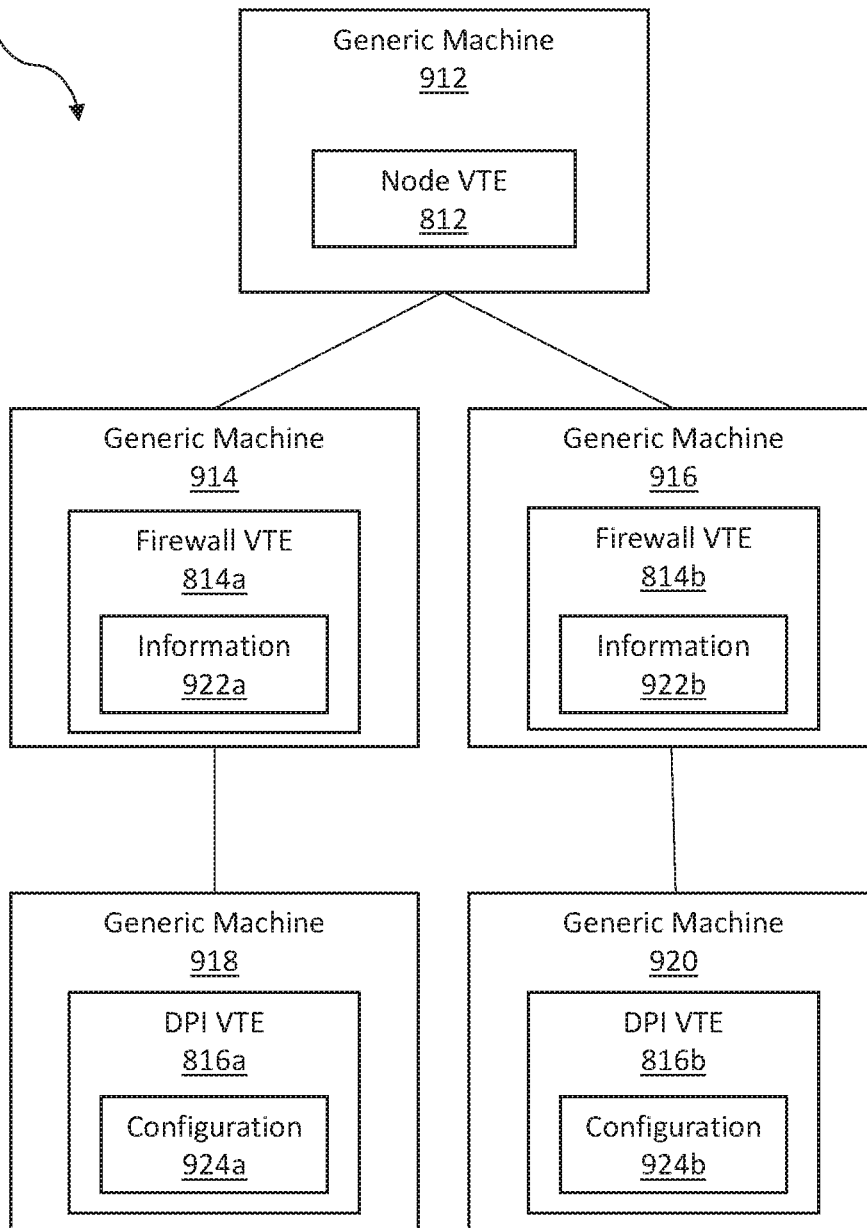 Generic Machine
912
Node VTE
812
Generic Machine
914
Firewall VTE
814a
Information
922a
Generic Machine
916
Firewall VTE
814b
Information
922b
Generic Machine
918
DPI VTE
816a
Configuration
924a
Generic Machine
920
DPI VTE
816b
Configuration
924b